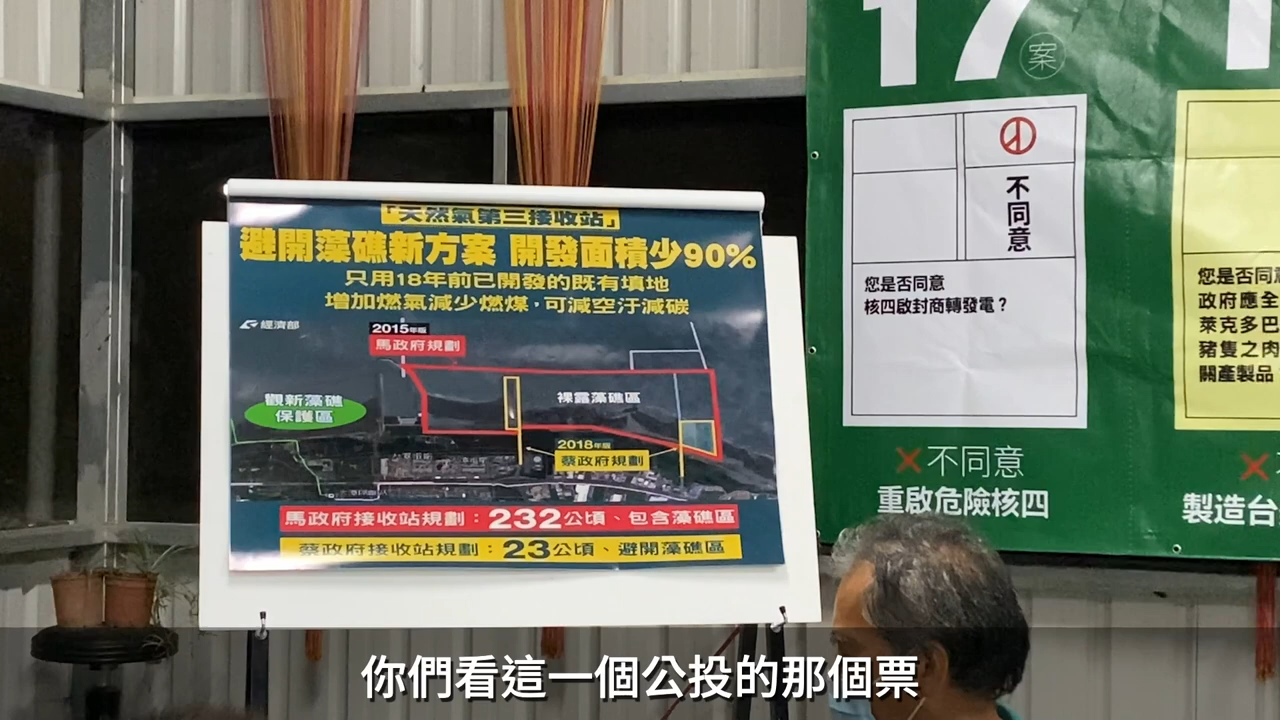 「天然氣第三接收站」
避開藻礁新方案 開發面積少90%
只用18年前已開發的既有填地
增加燃氣減少燃煤,可減空汙減碳
經濟部
2015年版
馬政府規劃
觀新藻礁
保護區
裸露藻礁區
2018年版
蔡政府規劃
馬政府接收站規劃：232公頃、包含藻礁區
蔡政府接收站規劃：23公頃、避開藻礁區
17案
不同意
您是否同意
核四啟封商轉發電？
不同意
重啟危險核四
您是否同
政府應全
萊克多巴
豬隻之肉
關產製品
製造台
你們看這一個公投的那個票